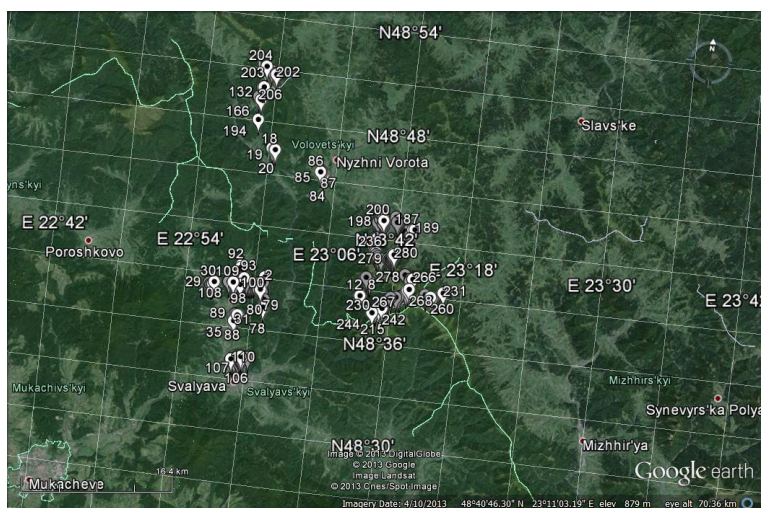 N48°54'
204
203 202
132 206
166
194
18
19
20
Volovets'kyi
N48°48'
86
Nyzhni Vorota
85 87
84
Slavs'ke
yns'kyi
E 22°42'
Poroshkovo
E 22°54'
200
198 187
189
236
279 280
E 23°06'
E 23°18'
E 23°30'
E 23°4
92
93
30 109 2
29 100
108 98
79
89 81 80
35 78
88
278 266
12 8
230 267 268 231
260
244 242
215
N48°36'
110
107
106
Svalyava
Svalyavs'kyi
Mukachivs'kyi
Mizhhirs'kyi
Synevyrs'ka Polya
N48°30'
Mizhhir'ya
Image © 2013 DigitalGlobe
© 2013 Google
Image Landsat
© 2013 Cnes/Spot Image
Google earth
16.4 km
Mukacheve
Imagery Date: 4/10/2013 48°40'46.30" N 23°11'03.19" E elev 879 m eye alt 70.36 km